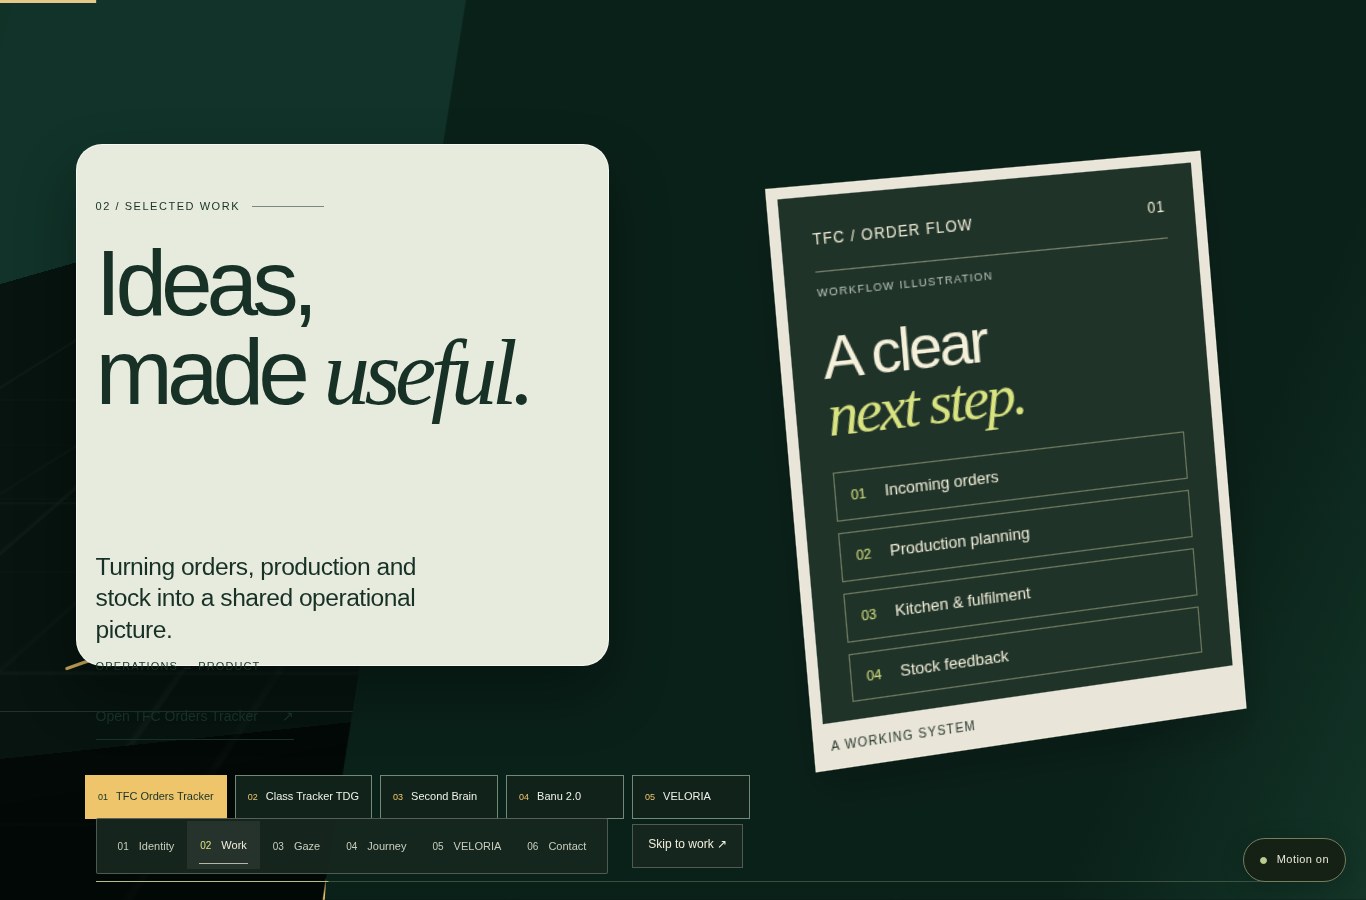 02 / SELECTED WORK
Ideas,
made useful.
Turning orders, production and
stock into a shared operational
picture.
OPERATIONS PRODUCT
Open TFC Orders Tracker ↗
TFC / ORDER FLOW 01
WORKFLOW ILLUSTRATION
A clear
next step.
01 Incoming orders
02 Production planning
03 Kitchen & fulfilment
04 Stock feedback
A WORKING SYSTEM
01 TFC Orders Tracker
02 Class Tracker TDG
03 Second Brain
04 Banu 2.0
05 VELORIA
01 Identity
02 Work
03 Gaze
04 Journey
05 VELORIA
06 Contact
Skip to work ↗
Motion on